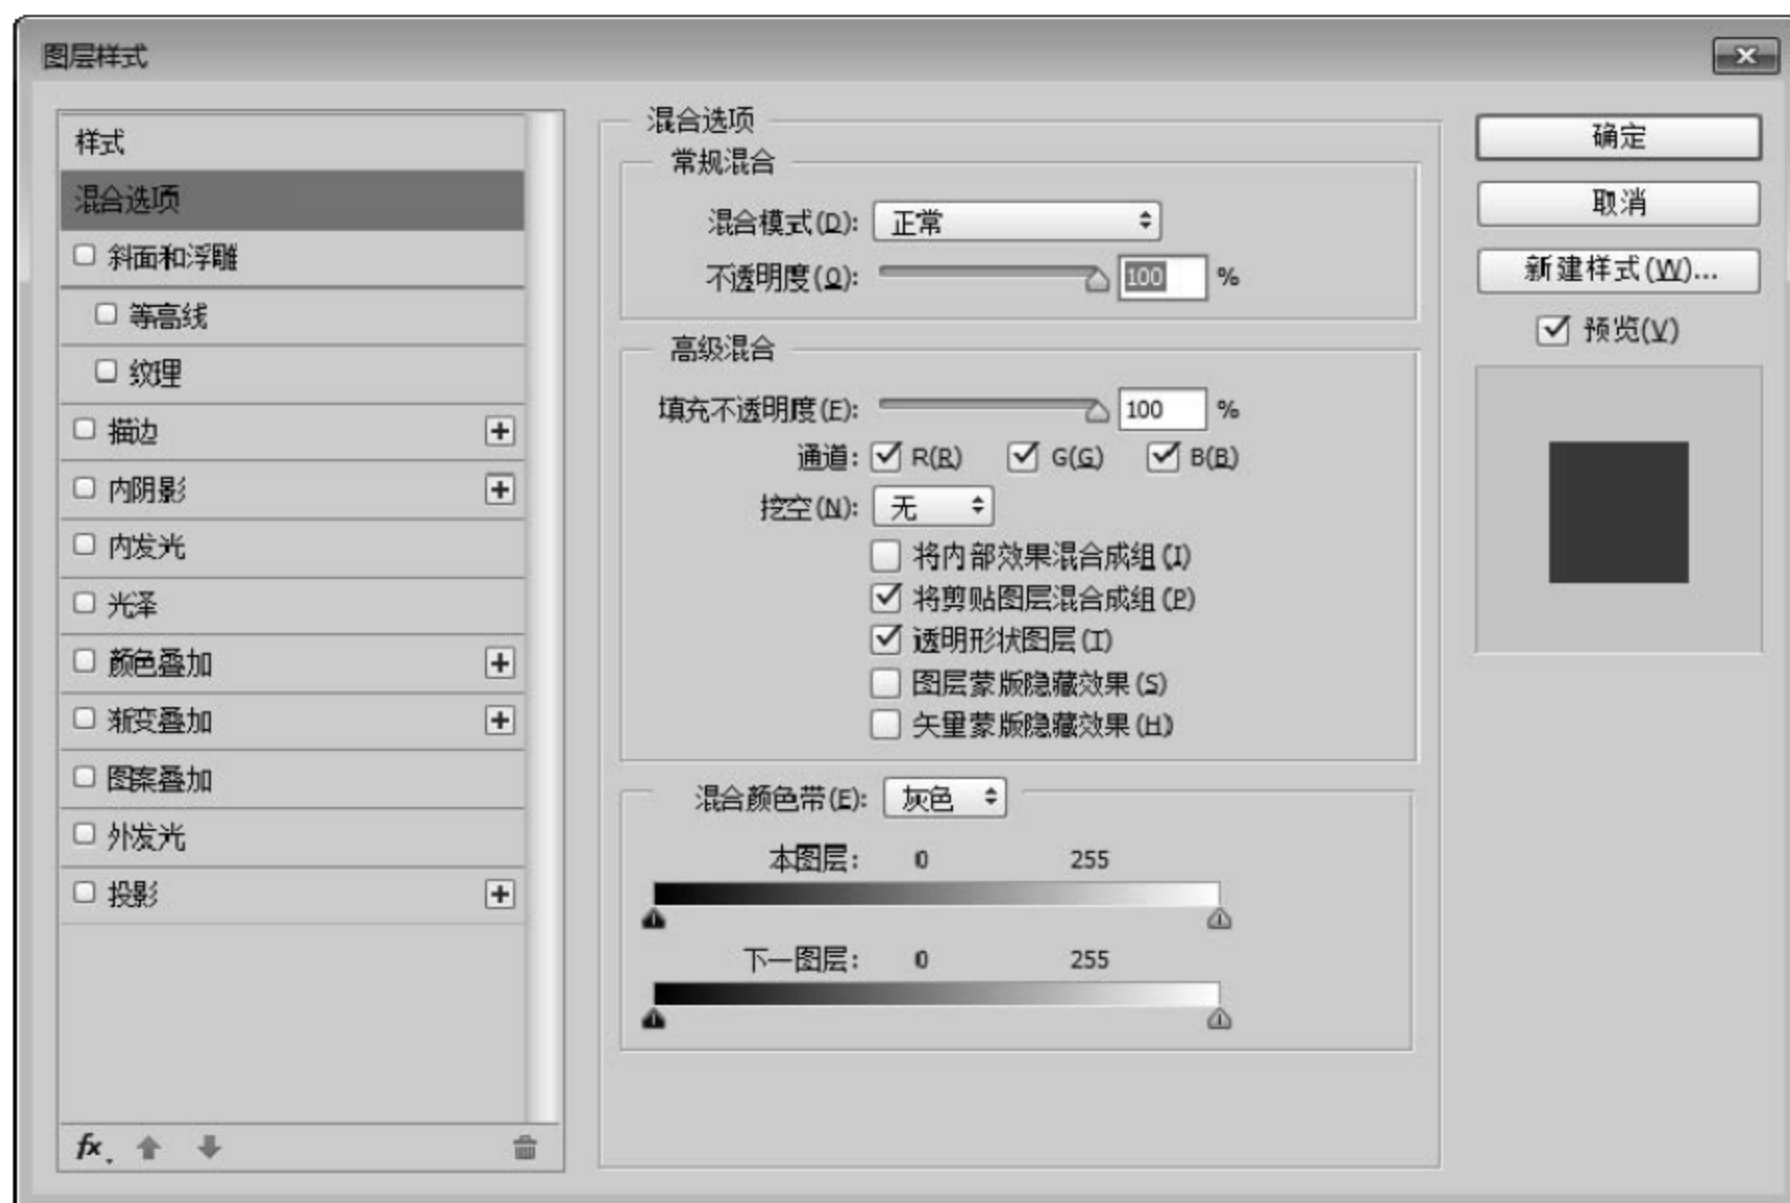 图层样式
样式
混合选项
斜面和浮雕
等高线
纹理
描边
内阴影
内发光
光泽
颜色叠加
渐变叠加
图案叠加
外发光
投影
fx.
混合选项
常规混合
混合模式(D): 正常
不透明度(O): 100 %
高级混合
填充不透明度(F): 100 %
通道: R(R) G(G) B(B)
挖空(N): 无
将内部效果混合成组(I)
将剪贴图层混合成组(P)
透明形状图层(T)
图层蒙版隐藏效果(S)
矢量蒙版隐藏效果(H)
混合颜色带(E): 灰色
本图层: 0 255
下一图层: 0 255
确定
取消
新建样式(W)...
预览(V)